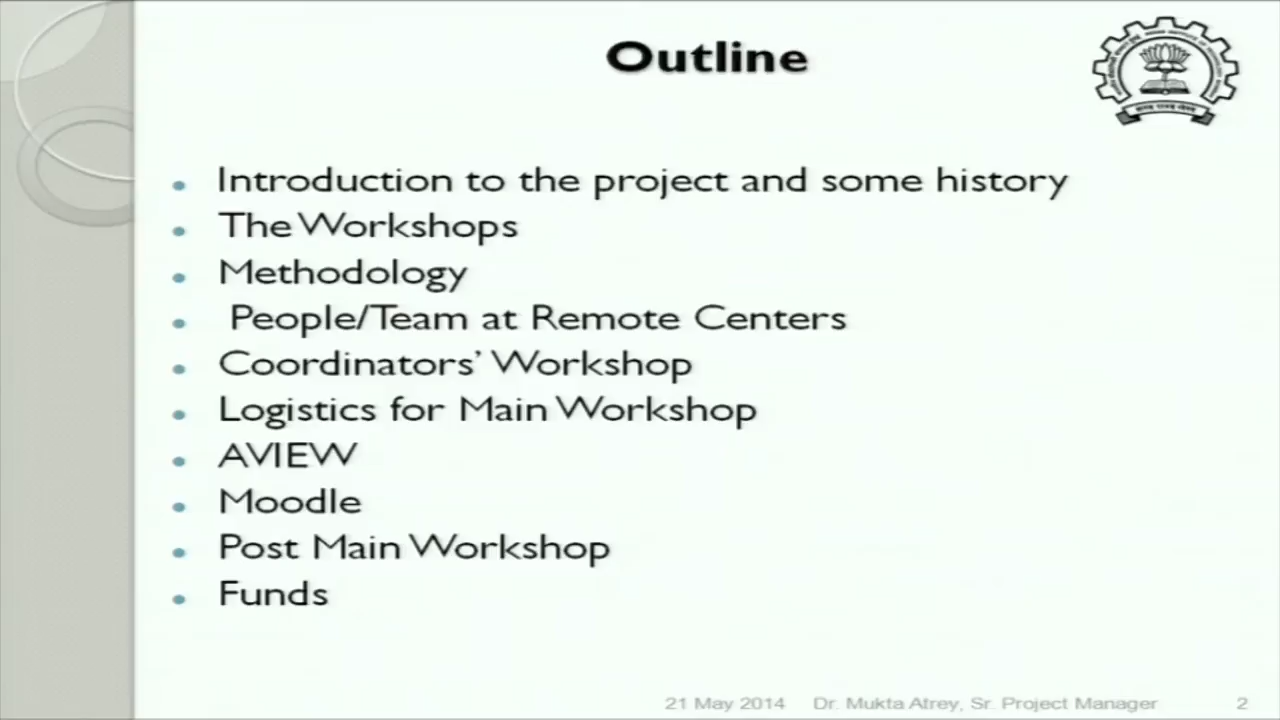 Outline
Introduction to the project and some history
The Workshops
Methodology
People/Team at Remote Centers
Coordinators’ Workshop
Logistics for Main Workshop
AVIEW
Moodle
Post Main Workshop
Funds
21 May 2014 Dr. Mukta Atrey, Sr. Project Manager 2